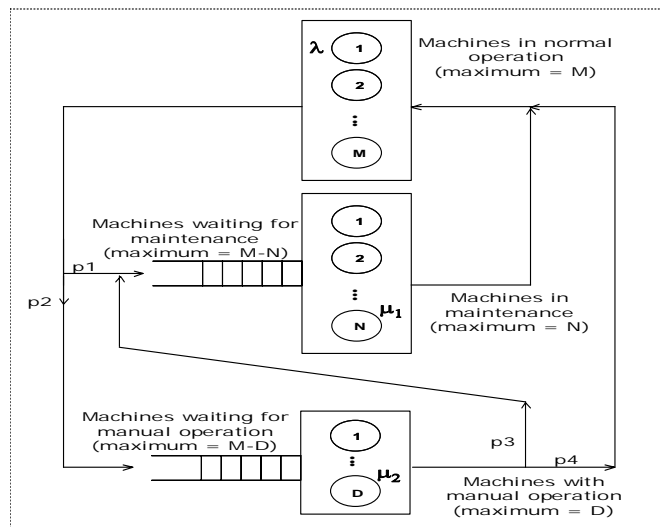 λ
1
2
⋮
M
Machines in normal
operation
(maximum = M)
Machines waiting for
maintenance
(maximum = M-N)
p1
p2
1
2
⋮
N
μ1
Machines in
maintenance
(maximum = N)
Machines waiting for
manual operation
(maximum = M-D)
1
⋮
D
μ2
p3
p4
Machines with
manual operation
(maximum = D)